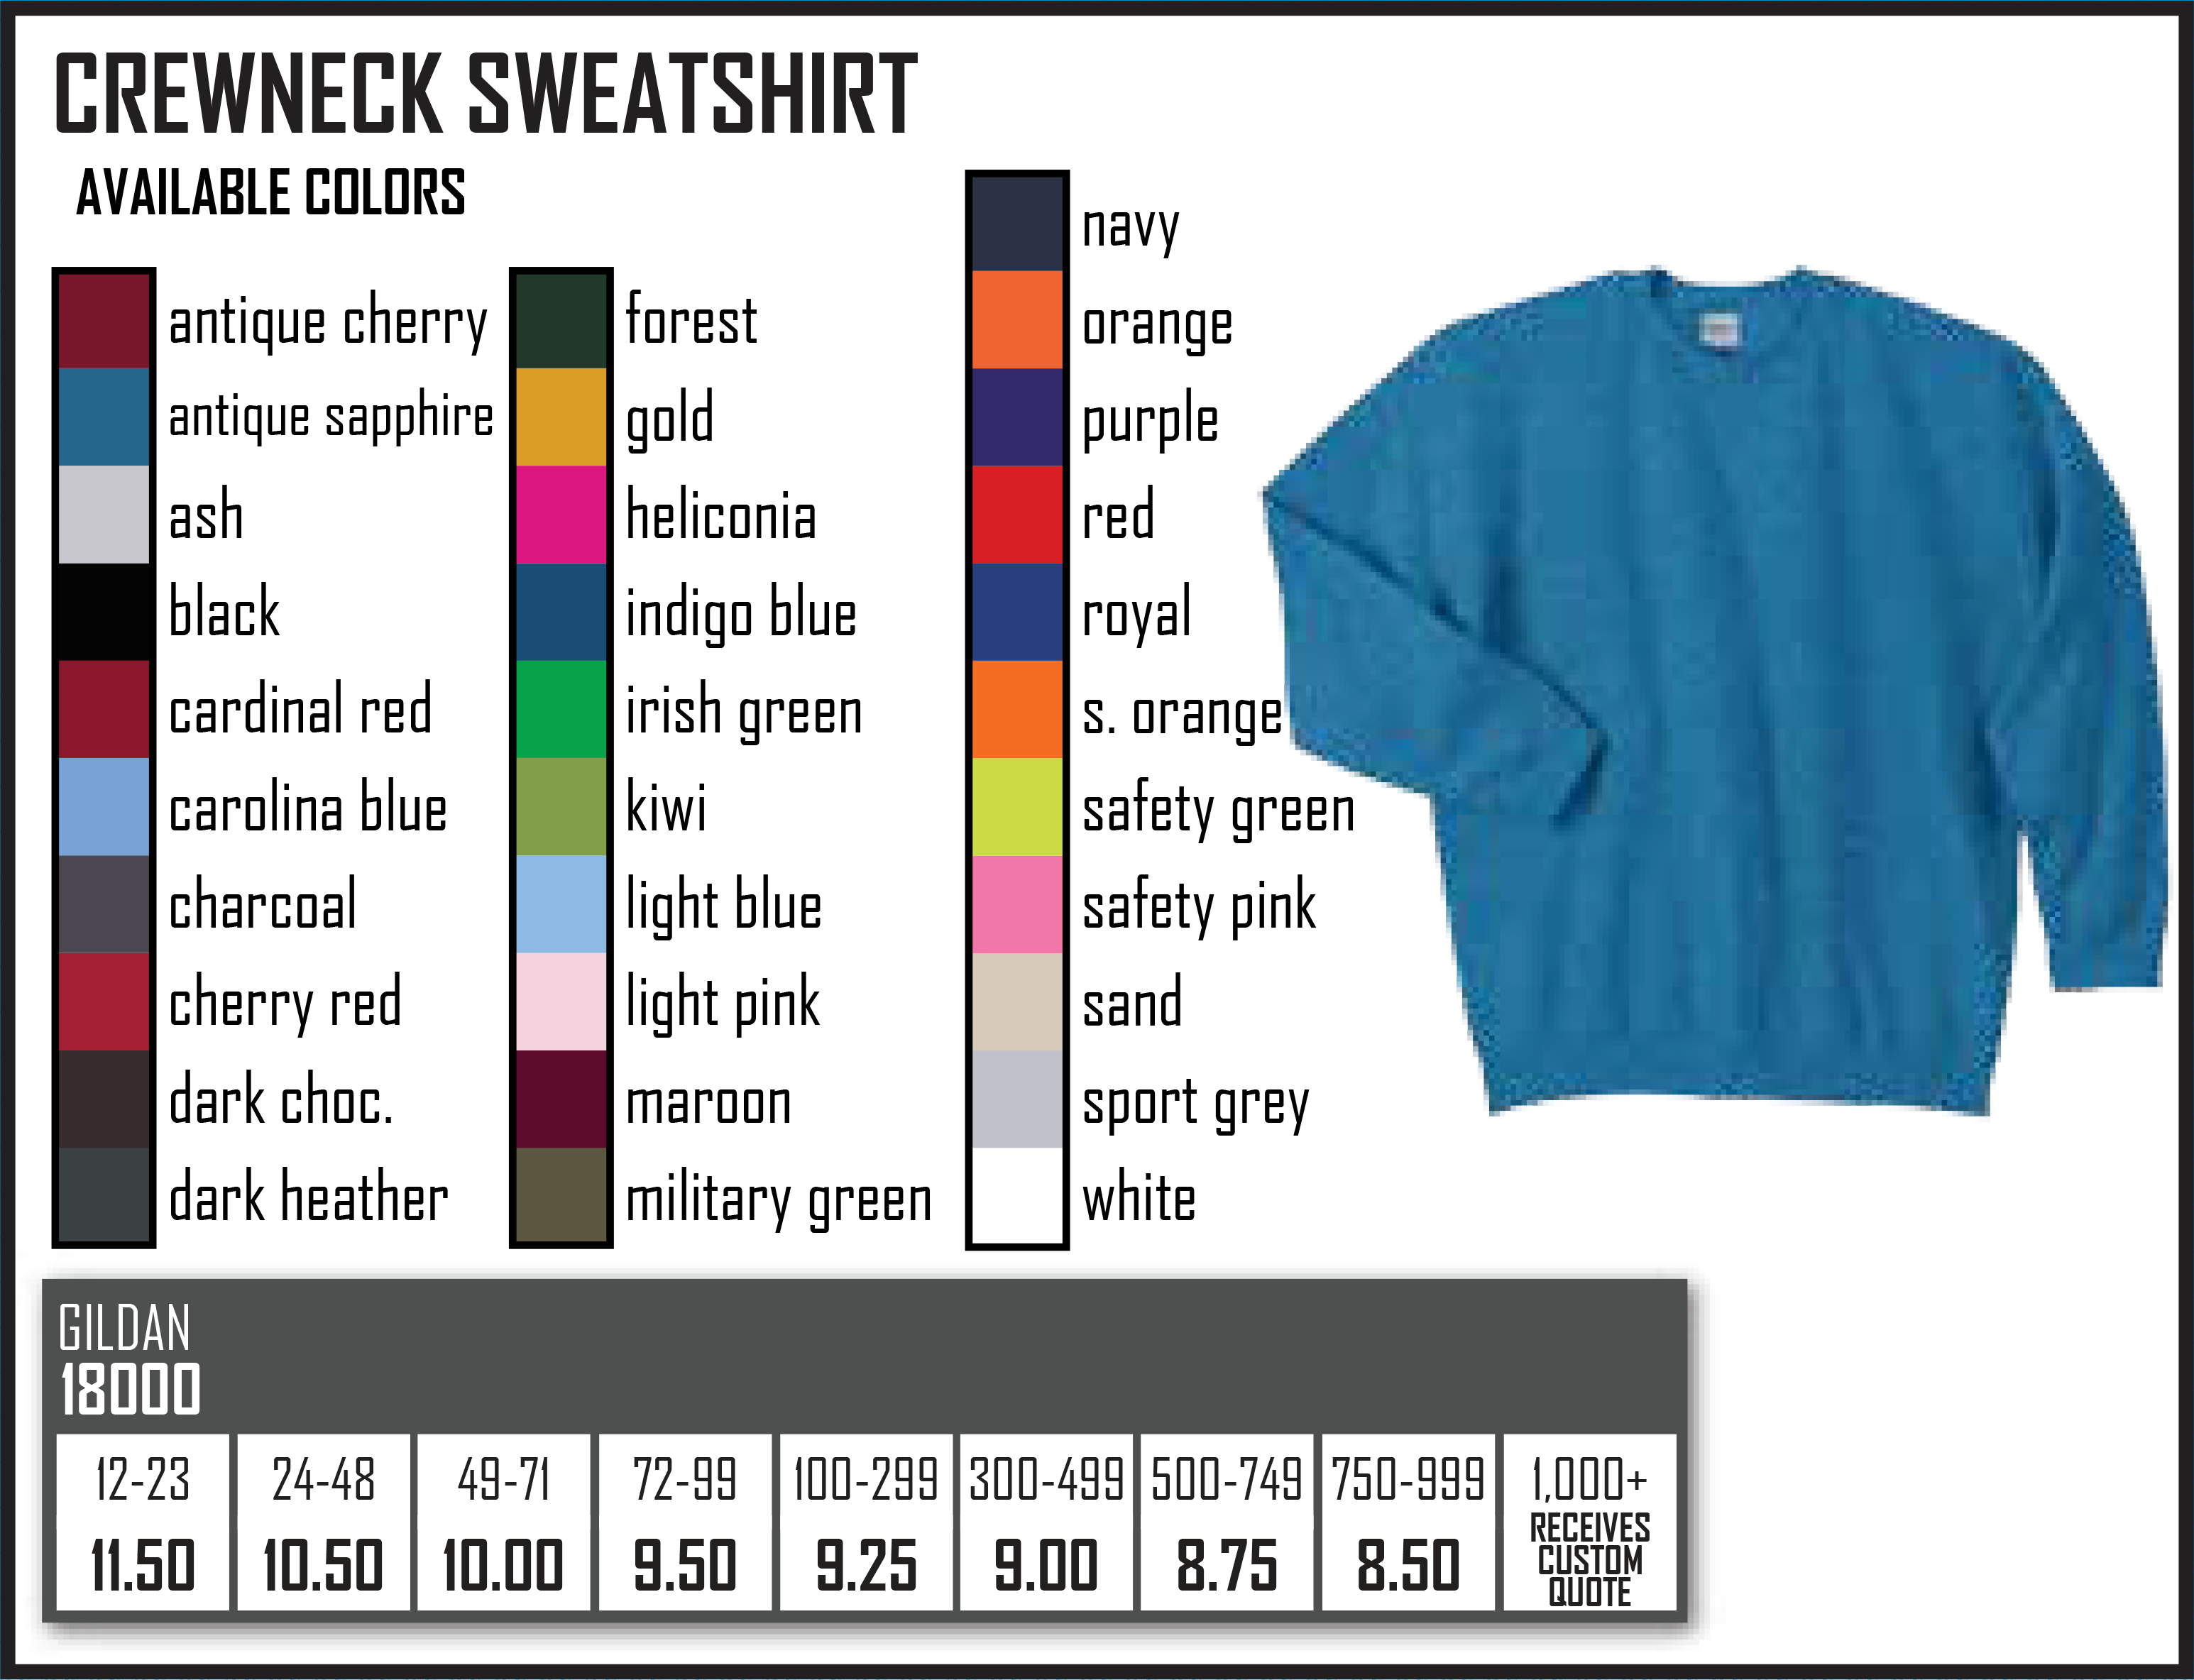 CREWNECK SWEATSHIRT
AVAILABLE COLORS
antique cherry
antique sapphire
ash
black
cardinal red
carolina blue
charcoal
cherry red
dark choc.
dark heather
forest
gold
heliconia
indigo blue
irish green
kiwi
light blue
light pink
maroon
military green
navy
orange
purple
red
royal
s. orange
safety green
safety pink
sand
sport grey
white
GILDAN
18000
12-23 24-48 49-71 72-99 100-299 300-499 500-749 750-999 1,000+
11.50 10.50 10.00 9.50 9.25 9.00 8.75 8.50
RECEIVES
CUSTOM
QUOTE